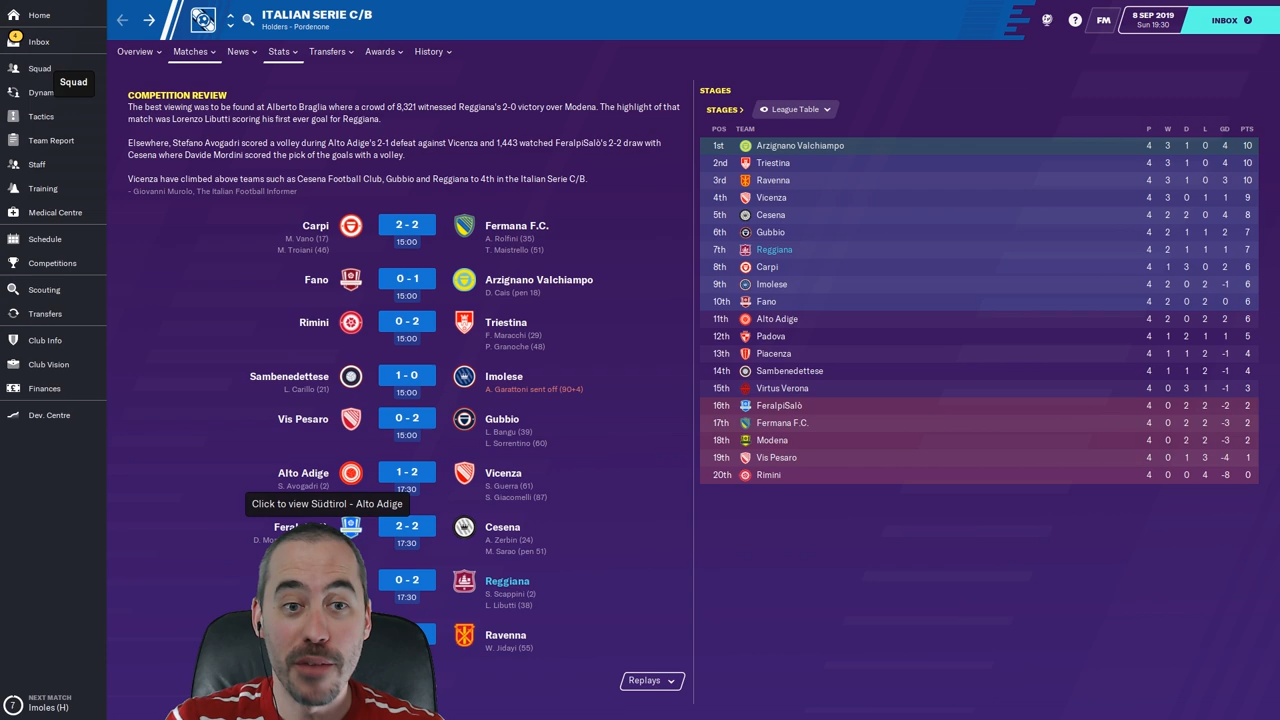 Home
4
Inbox
Squad
Squad
Dynam
Tactics
Team Report
Staff
Training
Medical Centre
Schedule
Competitions
Scouting
Transfers
Club Info
Club Vision
Finances
Dev. Centre
7
NEXT MATCH
Imoles (H)
ITALIAN SERIE C/B
Holders - Pordenone
?
FM
8 SEP 2019
Sun 19:30
INBOX
Overview
Matches
News
Stats
Transfers
Awards
History
COMPETITION REVIEW
The best viewing was to be found at Alberto Braglia where a crowd of 8,321 witnessed Reggiana's 2-0 victory over Modena. The highlight of that
match was Lorenzo Libutti scoring his first ever goal for Reggiana.
Elsewhere, Stefano Avogadri scored a volley during Alto Adige's 2-1 defeat against Vicenza and 1,443 watched FeralpiSalò's 2-2 draw with
Cesena where Davide Mordini scored the pick of the goals with a volley.
Vicenza have climbed above teams such as Cesena Football Club, Gubbio and Reggiana to 4th in the Italian Serie C/B.
- Giovanni Murolo, The Italian Football Informer
Carpi 2 - 2 Fermana F.C.
M. Vano (17) 15:00 A. Rolfini (35)
M. Troiani (46) T. Maistrello (51)
Fano 0 - 1 Arzignano Valchiampo
15:00 D. Cais (pen 18)
Rimini 0 - 2 Triestina
15:00 F. Maracchi (29)
P. Granoche (48)
Sambenedettese 1 - 0 Imolese
L. Carillo (21) 15:00 A. Garattoni sent off (90+4)
Vis Pesaro 0 - 2 Gubbio
15:00 L. Bangu (39)
L. Sorrentino (60)
Alto Adige 1 - 2 Vicenza
S. Avogadri (2) 17:30 S. Guerra (61)
S. Giacomelli (87)
Click to view Südtirol - Alto Adige
2 - 2 Cesena
17:30 A. Zerbin (24)
M. Sarao (pen 51)
0 - 2 Reggiana
17:30 S. Scappini (2)
L. Libutti (38)
Ravenna
W. Jidayi (55)
Replays
STAGES
STAGES
League Table
POS TEAM P W D L GD PTS
1st Arzignano Valchiampo 4 3 1 0 4 10
2nd Triestina 4 3 1 0 4 10
3rd Ravenna 4 3 1 0 3 10
4th Vicenza 4 3 0 1 1 9
5th Cesena 4 2 2 0 4 8
6th Gubbio 4 2 1 1 2 7
7th Reggiana 4 2 1 1 1 7
8th Carpi 4 1 3 0 2 6
9th Imolese 4 2 0 2 -1 6
10th Fano 4 2 0 2 0 6
11th Alto Adige 4 2 0 2 2 6
12th Padova 4 1 2 1 1 5
13th Piacenza 4 1 1 2 -1 4
14th Sambenedettese 4 1 1 2 -1 4
15th Virtus Verona 4 0 3 1 -1 3
16th FeralpiSalò 4 0 2 2 -2 2
17th Fermana F.C. 4 0 2 2 -3 2
18th Modena 4 0 2 2 -3 2
19th Vis Pesaro 4 0 1 3 -4 1
20th Rimini 4 0 0 4 -8 0